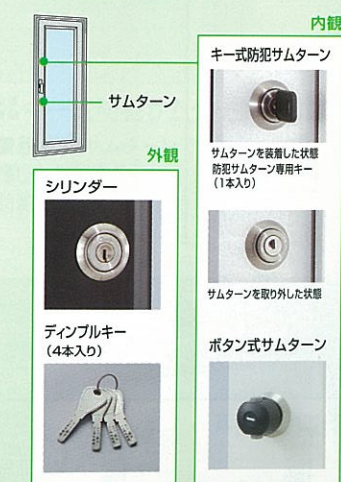 内観
キー式防犯サムターン
サムターンを装着した状態
防犯サムターン専用キー
(1本入り)
サムターンを取り外した状態
ボタン式サムターン
サムターン
外観
シリンダー
ディンプルキー
(4本入り)